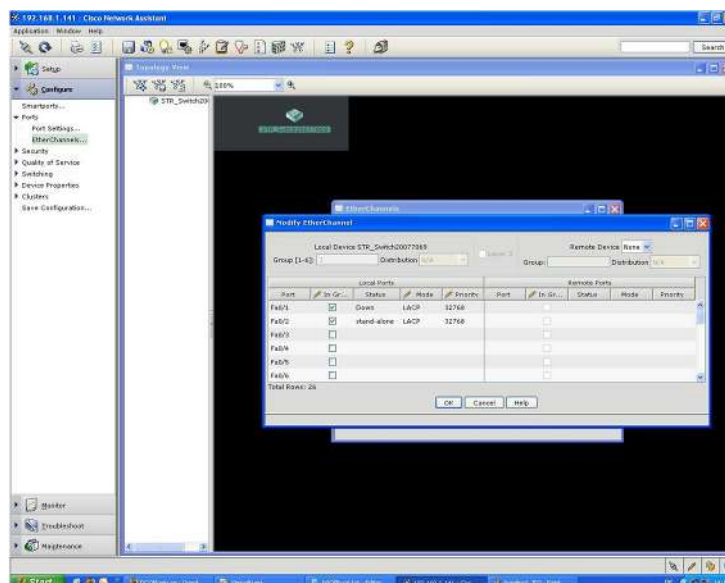 192.168.1.141 - Cisco Network Assistant
Application Window Help
Search
Setup
Configure
Smartports...
Ports
Port Settings...
EtherChannels...
Security
Quality of Service
Switching
Device Properties
Clusters
Save Configuration...
Monitor
Troubleshoot
Maintenance
Topology View
100%
STR_Switch20
EtherChannels
Modify EtherChannel
Local Device STR_Switch20077069
Remote Device None
Group [1-6]:
Distribution N/A
Layer 3
Group:
Distribution N/A
Local Ports
Remote Ports
Port In Gr... Status Mode Priority Port In Gr... Status Mode Priority
Fa0/1 Down LACP 32768
Fa0/2 stand-alone LACP 32768
Fa0/3
Fa0/4
Fa0/5
Fa0/6
Total Rows: 26
OK Cancel Help
Start